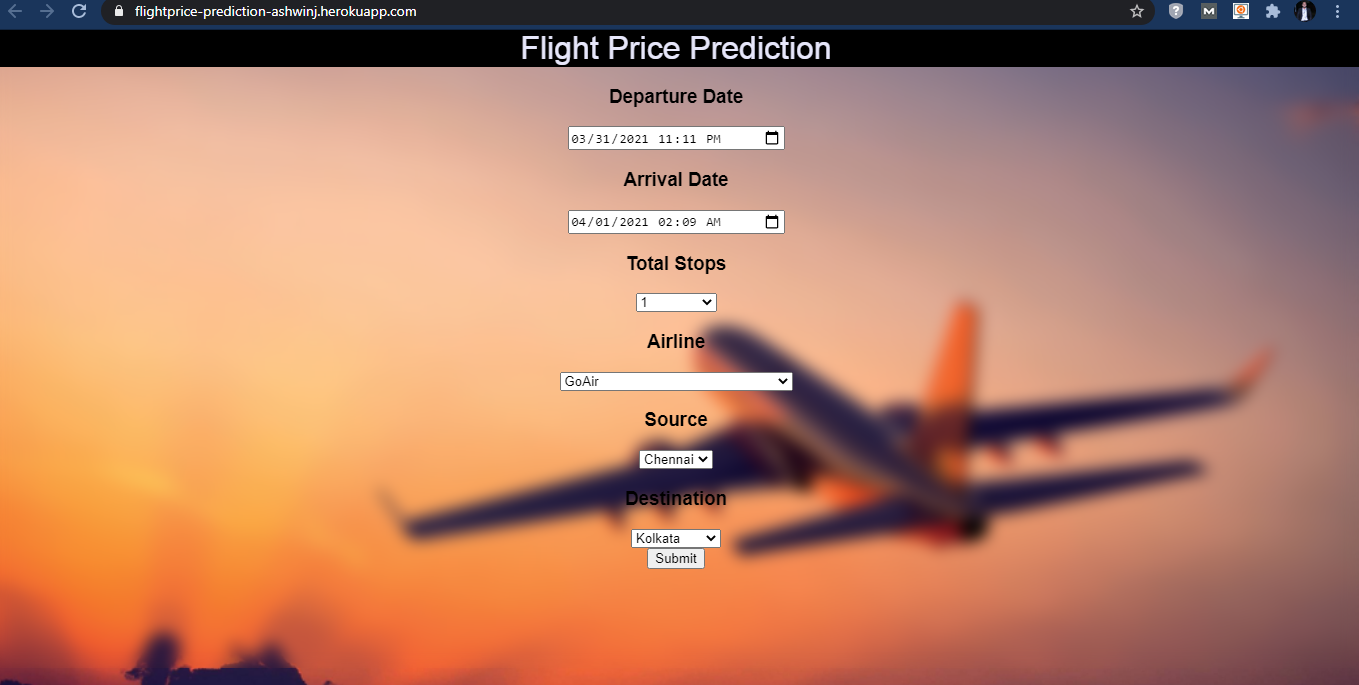 flightprice-prediction-ashwinj.herokuapp.com
Flight Price Prediction
Departure Date
03/31/2021 11:11 PM
Arrival Date
04/01/2021 02:09 AM
Total Stops
1
Airline
GoAir
Source
Chennai
Destination
Kolkata
Submit